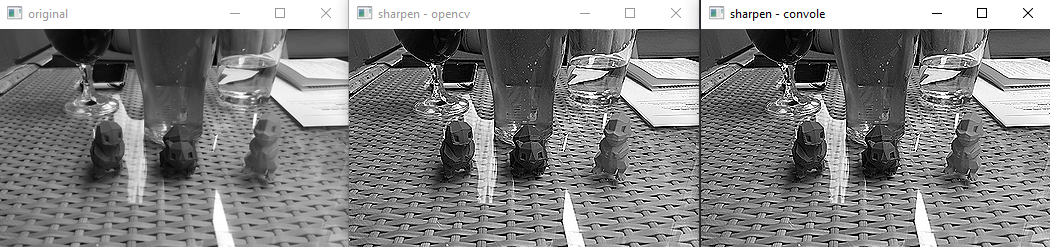 original
sharpen - opencv
sharpen - convole